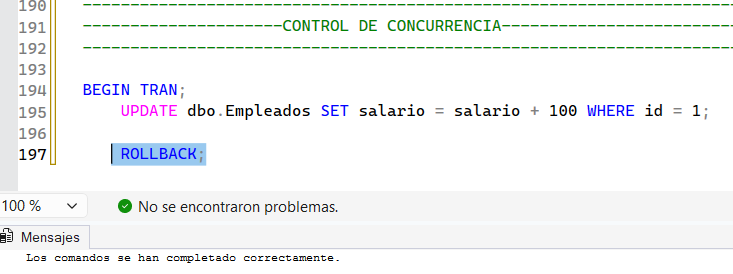 190 ------------------------------------------------------------------
191 --------------------CONTROL DE CONCURRENCIA-----------------------
192 ------------------------------------------------------------------
193
194 BEGIN TRAN;
195 UPDATE dbo.Empleados SET salario = salario + 100 WHERE id = 1;
196
197 ROLLBACK;
100 % No se encontraron problemas.
Mensajes
Los comandos se han completado correctamente.